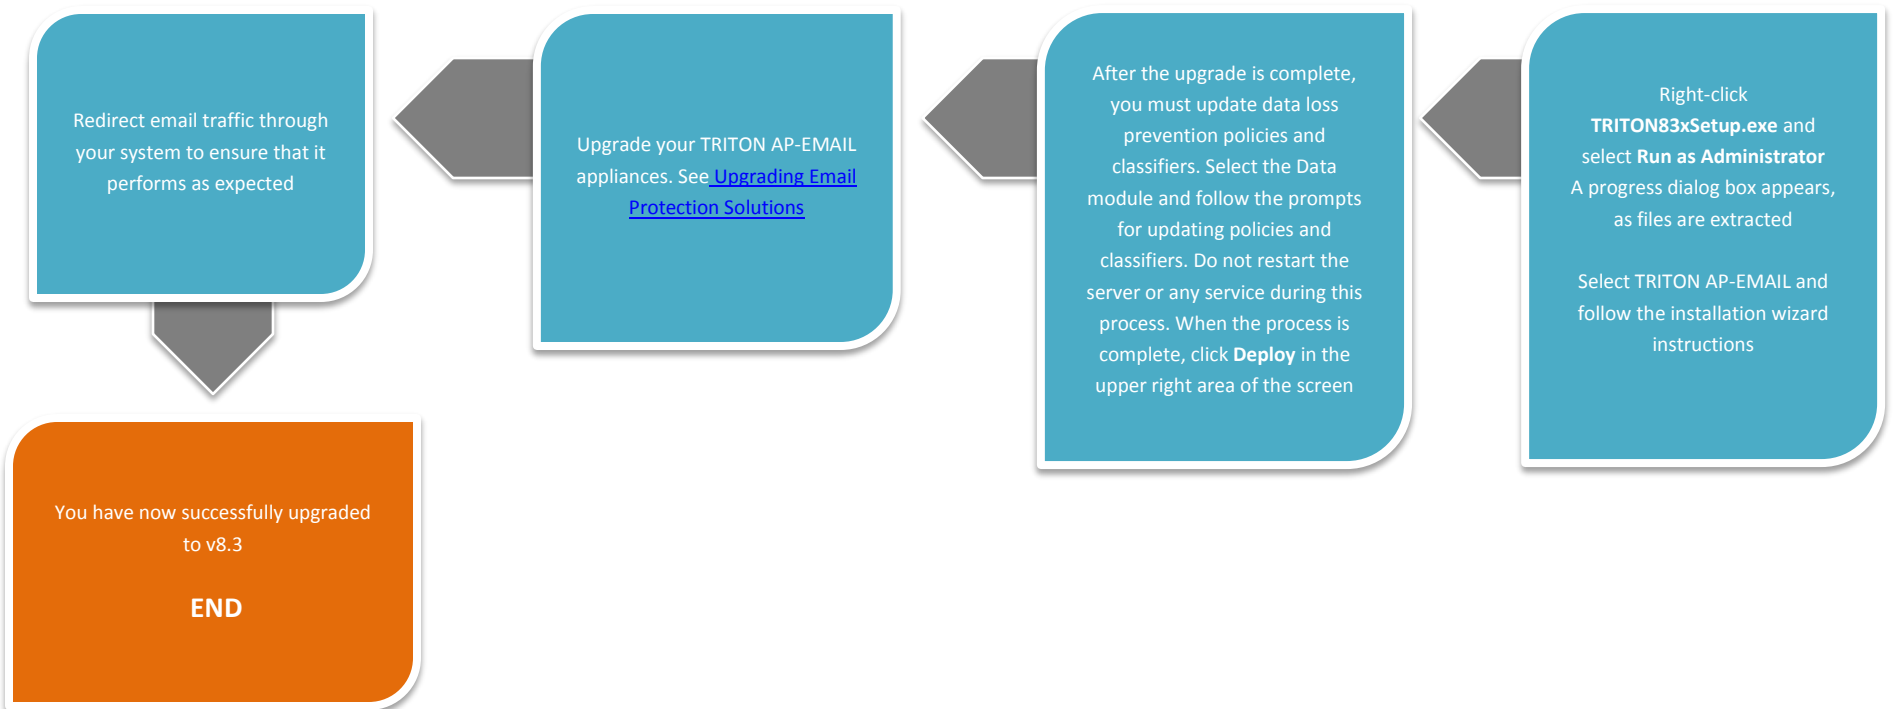 Redirect email traffic through
your system to ensure that it
performs as expected
Upgrade your TRITON AP-EMAIL
appliances. See Upgrading Email
Protection Solutions
After the upgrade is complete,
you must update data loss
prevention policies and
classifiers. Select the Data
module and follow the prompts
for updating policies and
classifiers. Do not restart the
server or any service during this
process. When the process is
complete, click Deploy in the
upper right area of the screen
Right-click
TRITON83xSetup.exe and
select Run as Administrator
A progress dialog box appears,
as files are extracted
Select TRITON AP-EMAIL and
follow the installation wizard
instructions
You have now successfully upgraded
to v8.3
END